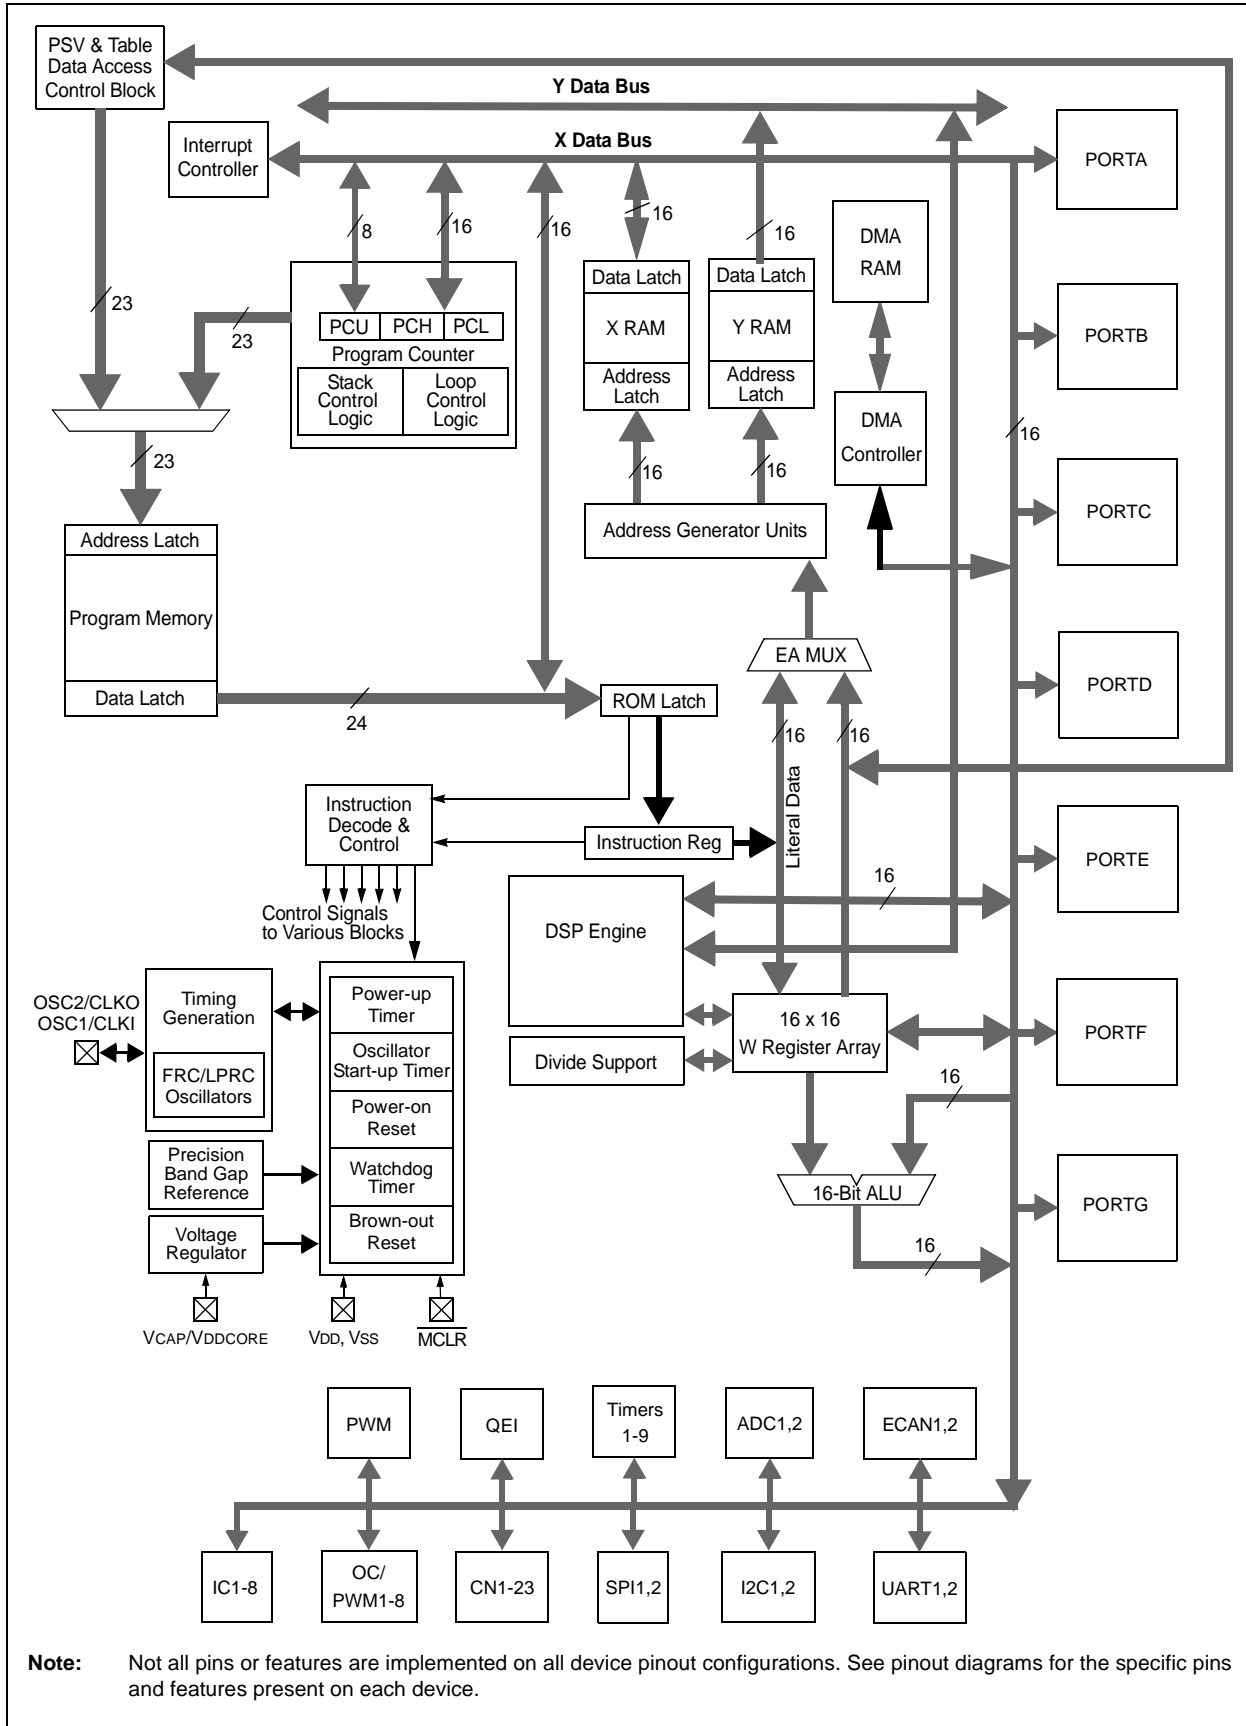 PSV & Table
Data Access
Control Block
Y Data Bus
X Data Bus
Interrupt
Controller
PORTA
8
16
16
16
16
DMA
RAM
23
23
Data Latch
X RAM
Address
Latch
Data Latch
Y RAM
Address
Latch
PCU
PCH
PCL
Program Counter
Stack
Control
Logic
Loop
Control
Logic
PORTB
DMA
Controller
16
23
16
16
PORTC
Address Latch
Program Memory
Data Latch
Address Generator Units
EA MUX
PORTD
24
ROM Latch
16
16
Literal Data
Instruction
Decode &
Control
Instruction Reg
PORTE
Control Signals
to Various Blocks
DSP Engine
16
OSC2/CLKO
OSC1/CLKI
Timing
Generation
FRC/LPRC
Oscillators
Power-up
Timer
Oscillator
Start-up Timer
Power-on
Reset
Watchdog
Timer
Brown-out
Reset
16 x 16
W Register Array
Divide Support
PORTF
16
Precision
Band Gap
Reference
Voltage
Regulator
16-Bit ALU
PORTG
16
VCAP/VDDCORE
VDD, VSS
MCLR
PWM
QEI
Timers
1-9
ADC1,2
ECAN1,2
IC1-8
OC/
PWM1-8
CN1-23
SPI1,2
I2C1,2
UART1,2
Note: Not all pins or features are implemented on all device pinout configurations. See pinout diagrams for the specific pins
and features present on each device.